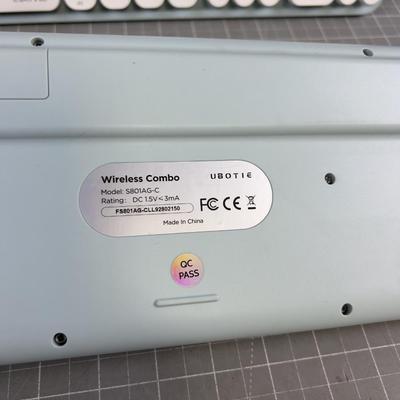 Wireless Combo
UBOTIE
Model: S801AG-C
Rating: DC 1.5V<3mA
FS801AG-CLL92802150
FC CE
Made In China
QC
PASS